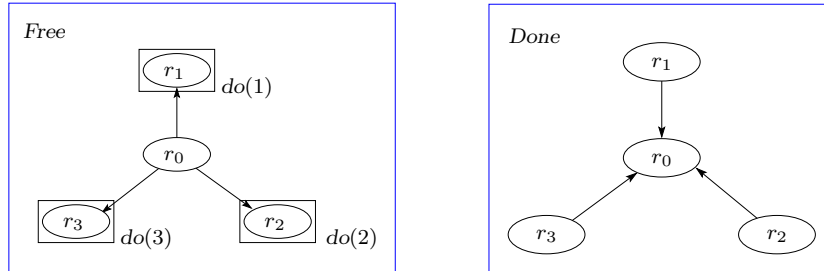 Free
r₁
do(1)
r₀
r₃
do(3)
r₂
do(2)
Done
r₁
r₀
r₃
r₂